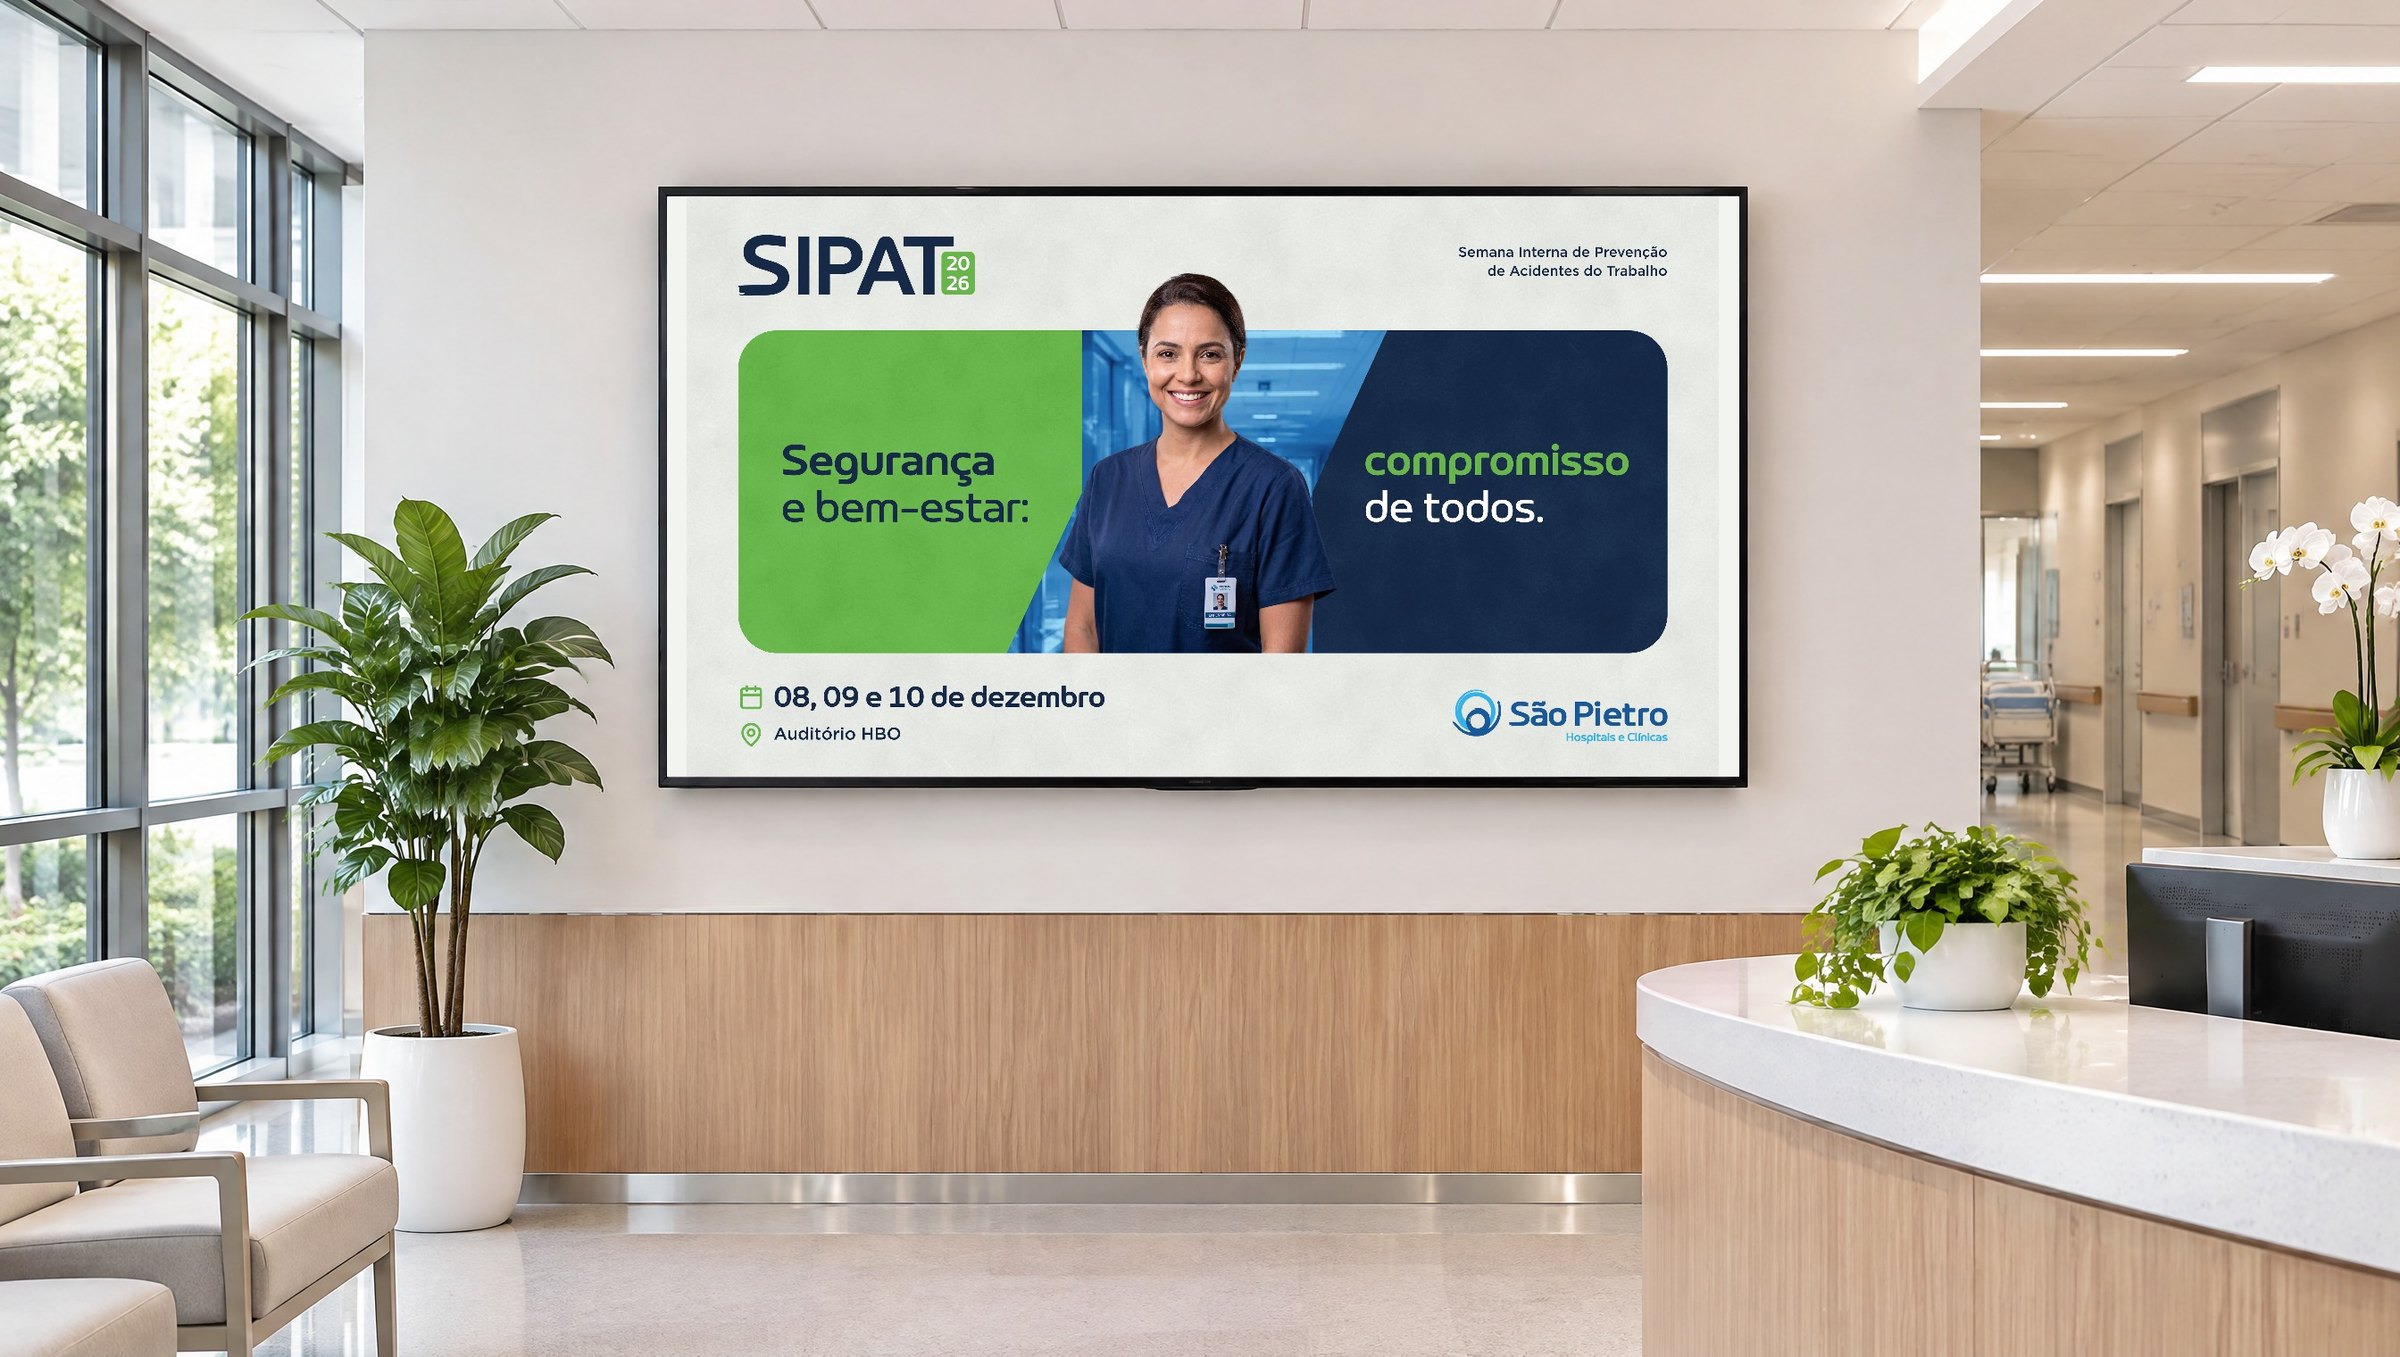 SIPAT
20
26
Semana Interna de Prevenção
de Acidentes do Trabalho
Segurança
e bem-estar:
compromisso
de todos.
08, 09 e 10 de dezembro
Auditório HBO
São Pietro
Hospitais e Clínicas